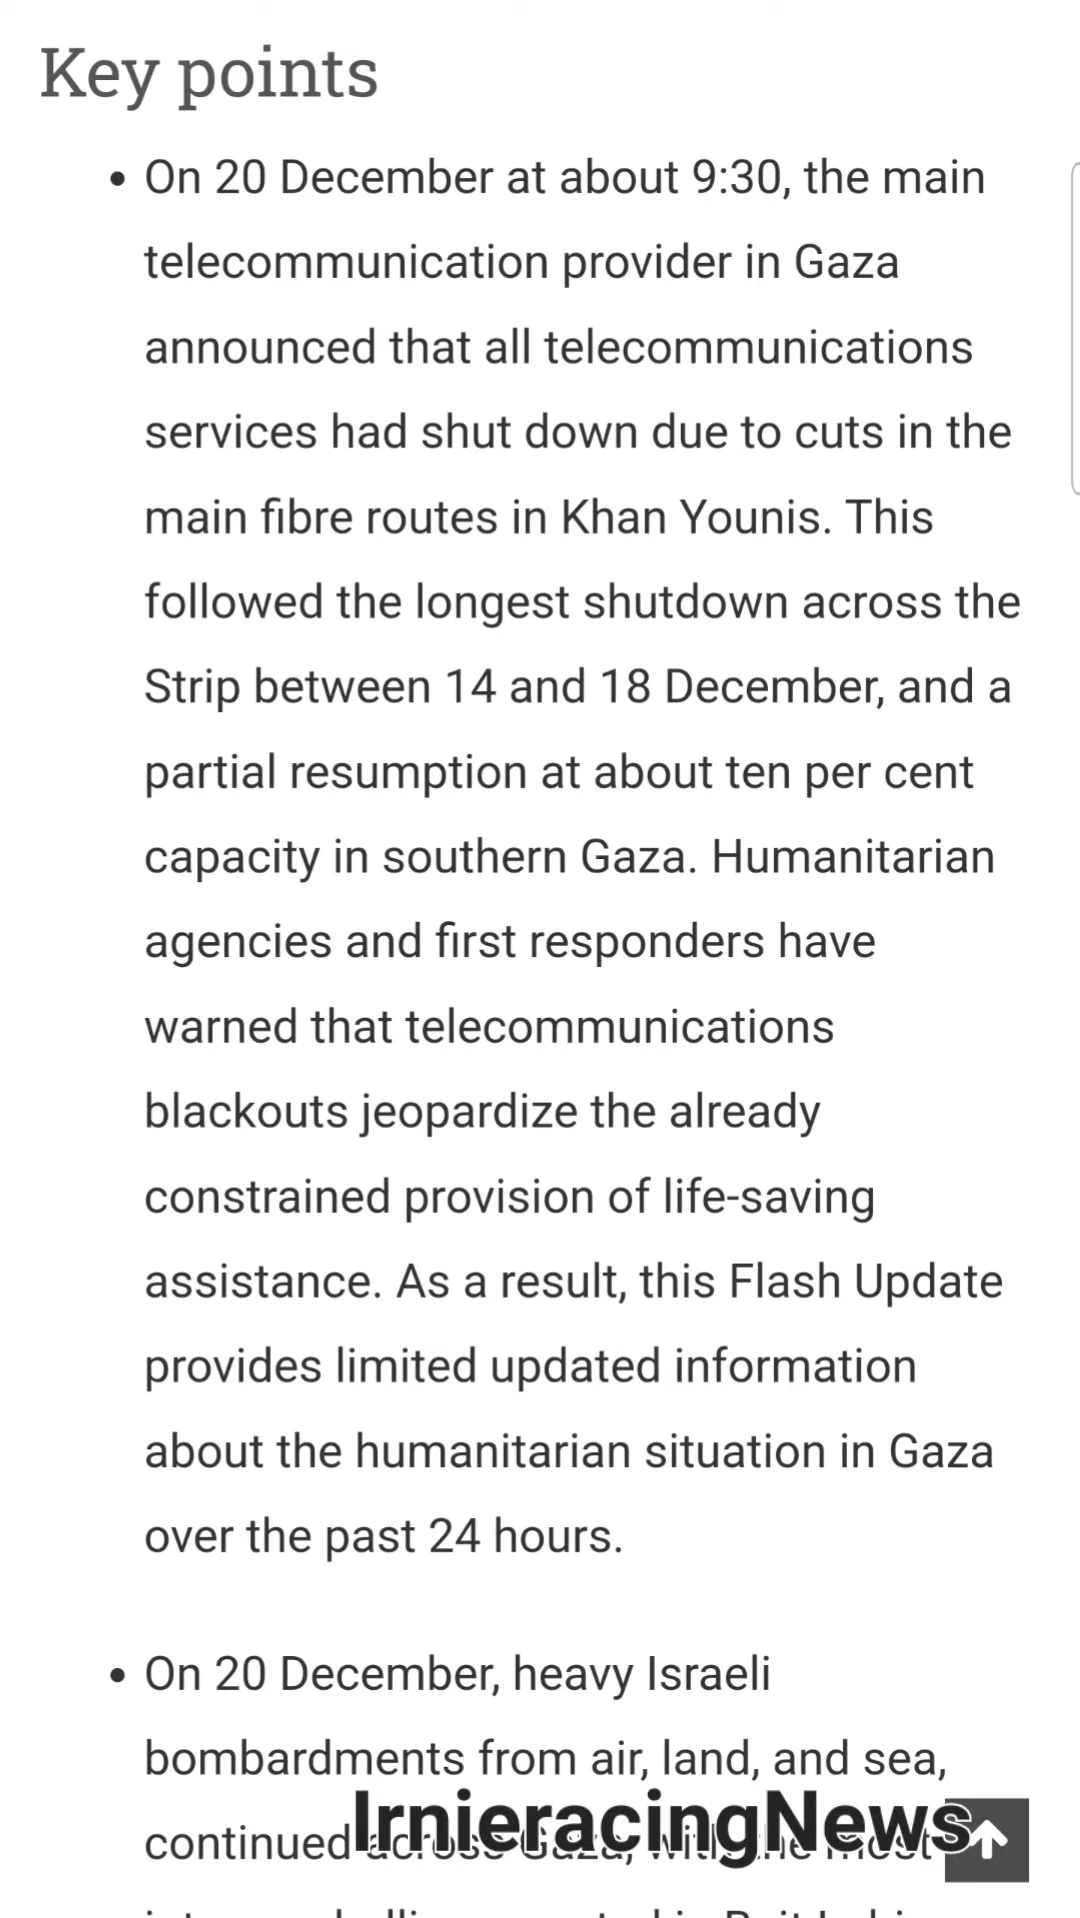 Key points
• On 20 December at about 9:30, the main
telecommunication provider in Gaza
announced that all telecommunications
services had shut down due to cuts in the
main fibre routes in Khan Younis. This
followed the longest shutdown across the
Strip between 14 and 18 December, and a
partial resumption at about ten per cent
capacity in southern Gaza. Humanitarian
agencies and first responders have
warned that telecommunications
blackouts jeopardize the already
constrained provision of life-saving
assistance. As a result, this Flash Update
provides limited updated information
about the humanitarian situation in Gaza
over the past 24 hours.
• On 20 December, heavy Israeli
bombardments from air, land, and sea,
continued across Gaza, with the most
IrnieracingNews